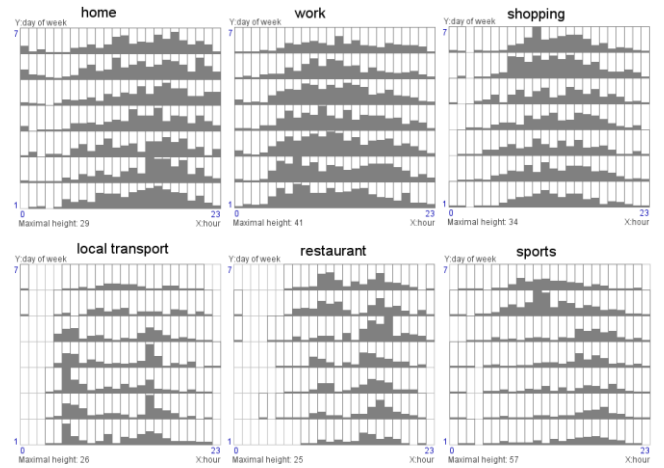 home
work
shopping
Y:day of week
Y:day of week
Y:day of week
7
7
7
1
1
1
0
23
0
23
0
23
Maximal height: 29
X:hour
Maximal height: 41
X:hour
Maximal height: 34
X:hour
local transport
restaurant
sports
Y:day of week
Y:day of week
Y:day of week
7
7
7
1
1
1
0
23
0
23
0
23
Maximal height: 26
X:hour
Maximal height: 25
X:hour
Maximal height: 57
X:hour